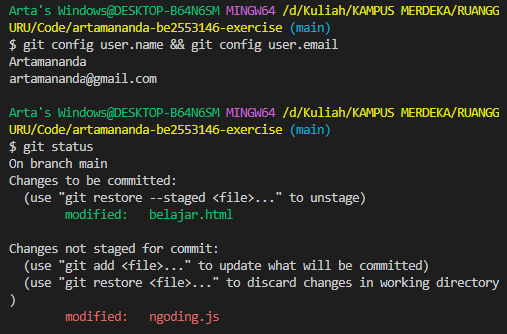 Arta's Windows@DESKTOP-B64N6SM MINGW64 /d/Kuliah/KAMPUS MERDEKA/RUANGG
URU/Code/artamananda-be2553146-exercise (main)
$ git config user.name && git config user.email
Artamananda
artamananda@gmail.com
Arta's Windows@DESKTOP-B64N6SM MINGW64 /d/Kuliah/KAMPUS MERDEKA/RUANGG
URU/Code/artamananda-be2553146-exercise (main)
$ git status
On branch main
Changes to be committed:
  (use "git restore --staged <file>..." to unstage)
        modified:   belajar.html
Changes not staged for commit:
  (use "git add <file>..." to update what will be committed)
  (use "git restore <file>..." to discard changes in working directory
)
        modified:   ngoding.js